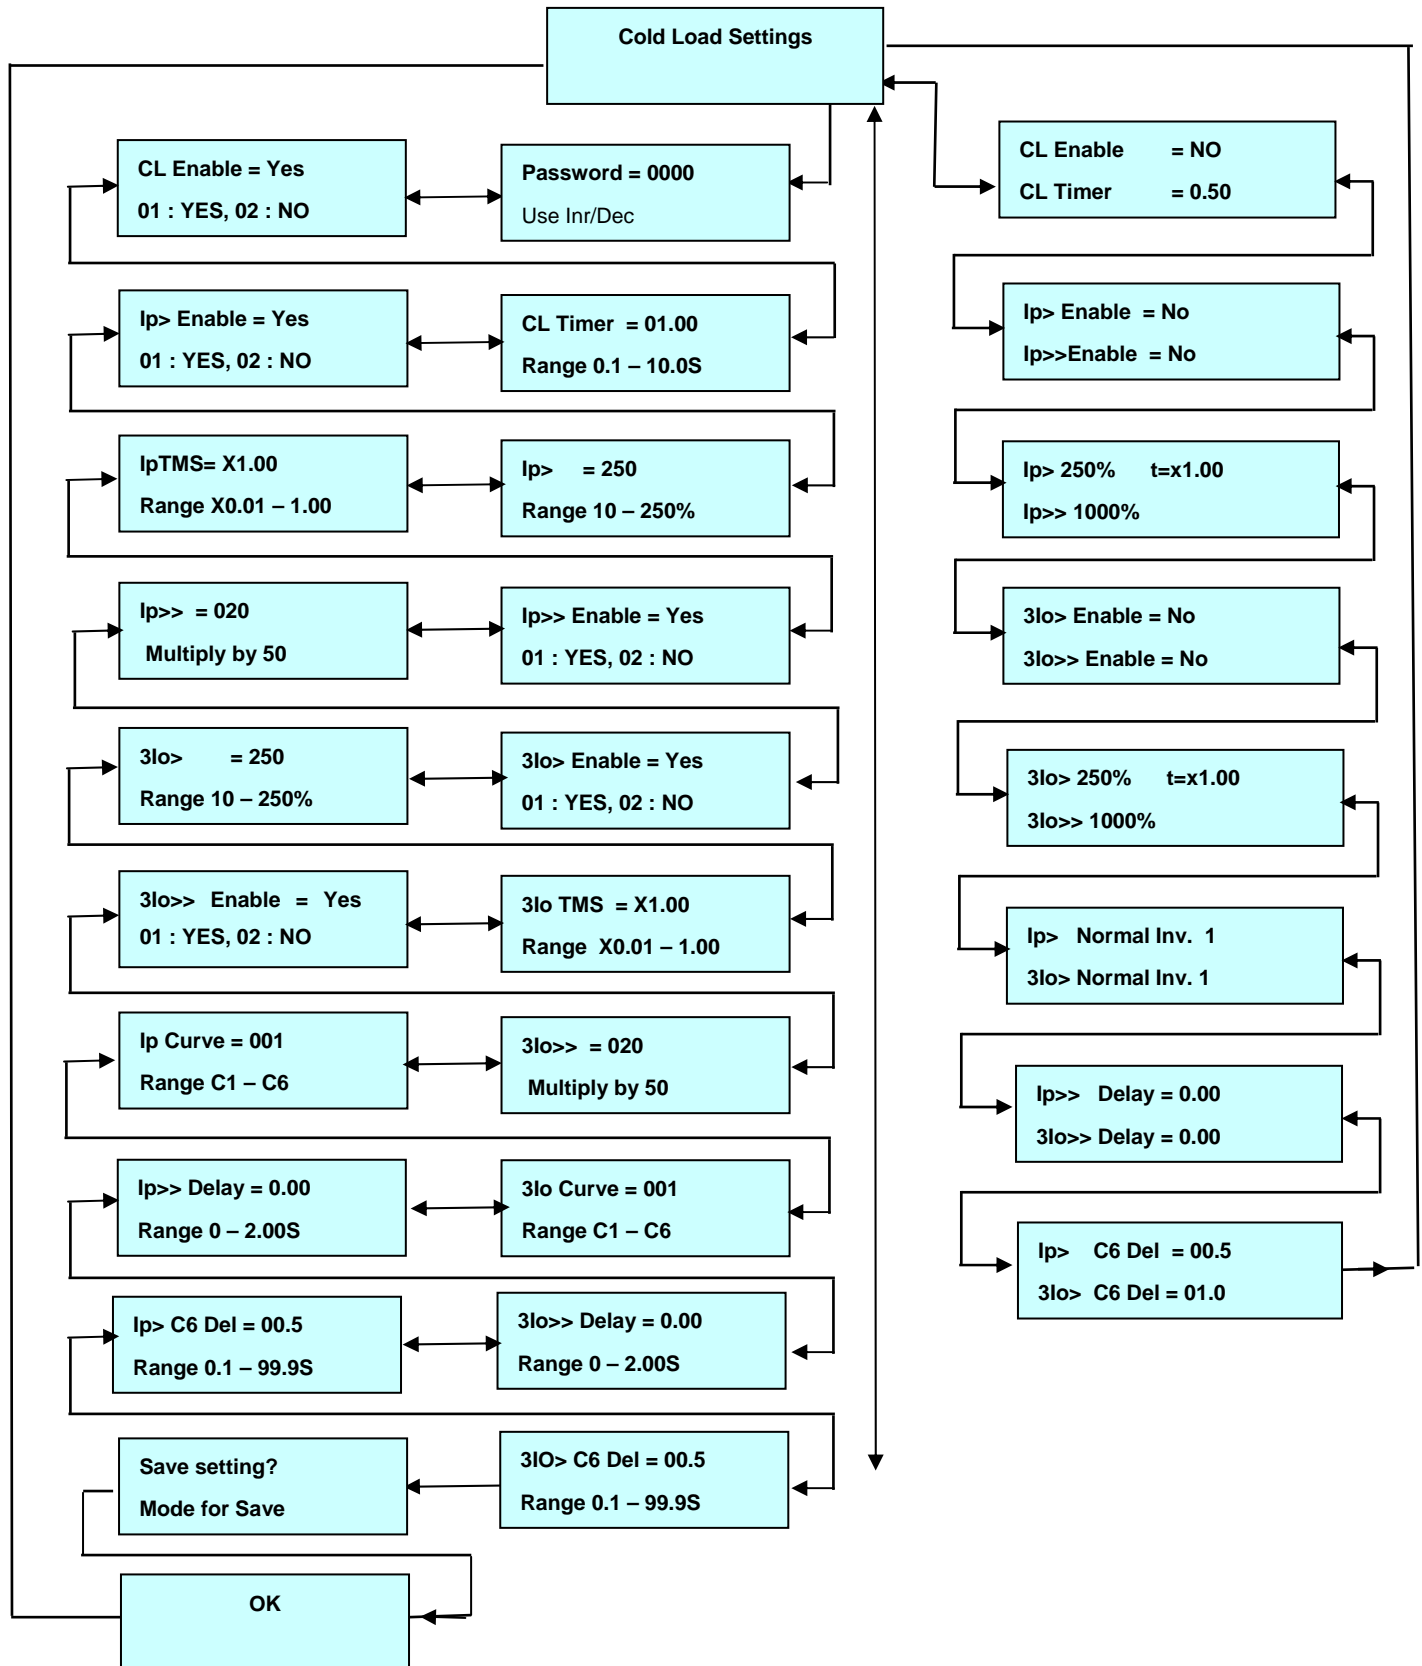 Cold Load Settings
CL Enable = Yes
01 : YES, 02 : NO
Password = 0000
Use Inr/Dec
Ip> Enable = Yes
01 : YES, 02 : NO
CL Timer = 01.00
Range 0.1 – 10.0S
IpTMS= X1.00
Range X0.01 – 1.00
Ip> = 250
Range 10 – 250%
Ip>> = 020
Multiply by 50
Ip>> Enable = Yes
01 : YES, 02 : NO
3Io> = 250
Range 10 – 250%
3Io> Enable = Yes
01 : YES, 02 : NO
3Io>> Enable = Yes
01 : YES, 02 : NO
3Io TMS = X1.00
Range X0.01 – 1.00
Ip Curve = 001
Range C1 – C6
3Io>> = 020
Multiply by 50
Ip>> Delay = 0.00
Range 0 – 2.00S
3Io Curve = 001
Range C1 – C6
Ip> C6 Del = 00.5
Range 0.1 – 99.9S
3Io>> Delay = 0.00
Range 0 – 2.00S
Save setting?
Mode for Save
3IO> C6 Del = 00.5
Range 0.1 – 99.9S
OK
CL Enable = NO
CL Timer = 0.50
Ip> Enable = No
Ip>>Enable = No
Ip> 250% t=x1.00
Ip>> 1000%
3Io> Enable = No
3Io>> Enable = No
3Io> 250% t=x1.00
3Io>> 1000%
Ip> Normal Inv. 1
3Io> Normal Inv. 1
Ip>> Delay = 0.00
3Io>> Delay = 0.00
Ip> C6 Del = 00.5
3Io> C6 Del = 01.0